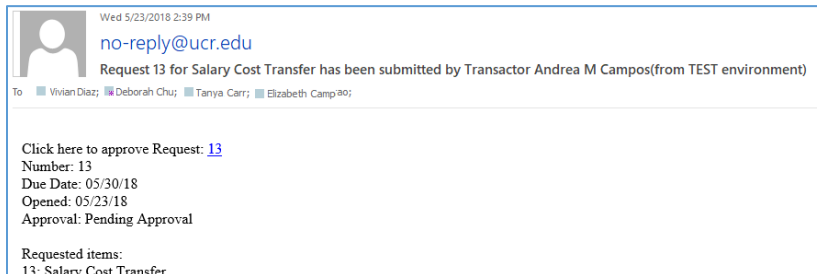 Wed 5/23/2018 2:39 PM
no-reply@ucr.edu
Request 13 for Salary Cost Transfer has been submitted by Transactor Andrea M Campos(from TEST environment)
To Vivian Diaz; Deborah Chu; Tanya Carr; Elizabeth Campao;
Click here to approve Request: 13
Number: 13
Due Date: 05/30/18
Opened: 05/23/18
Approval: Pending Approval
Requested items:
13: Salary Cost Transfer